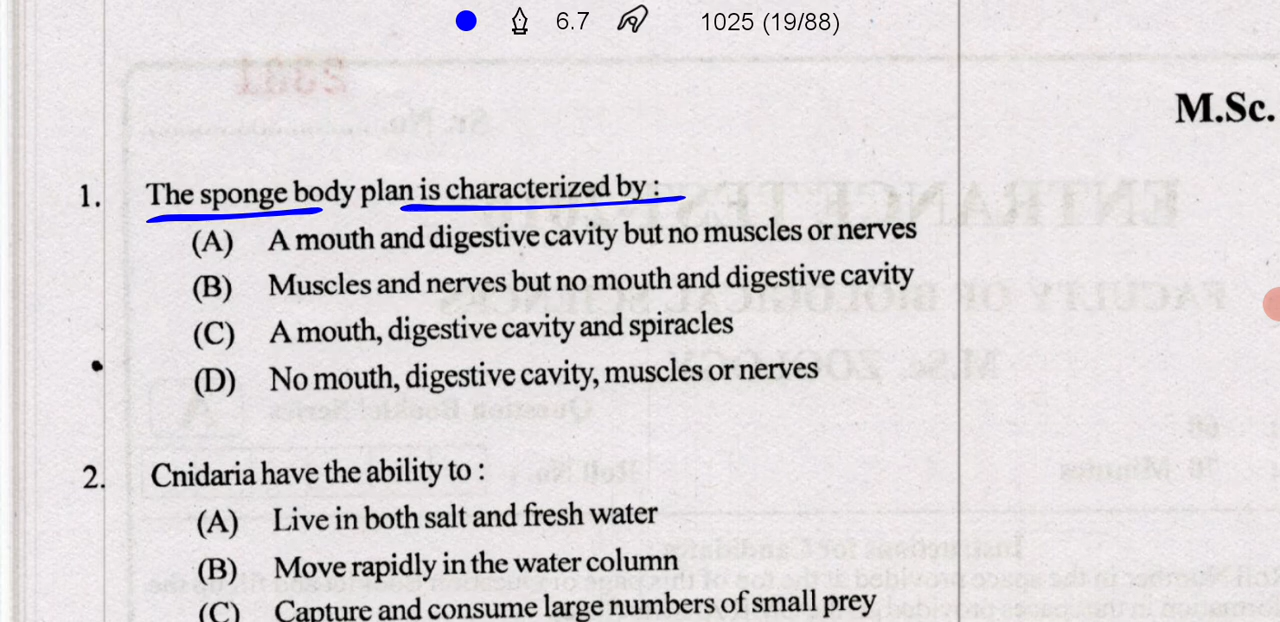 6.7 1025 (19/88)
M.Sc.
1. The sponge body plan is characterized by :
(A) A mouth and digestive cavity but no muscles or nerves
(B) Muscles and nerves but no mouth and digestive cavity
(C) A mouth, digestive cavity and spiracles
(D) No mouth, digestive cavity, muscles or nerves
2. Cnidaria have the ability to :
(A) Live in both salt and fresh water
(B) Move rapidly in the water column
(C) Capture and consume large numbers of small prey